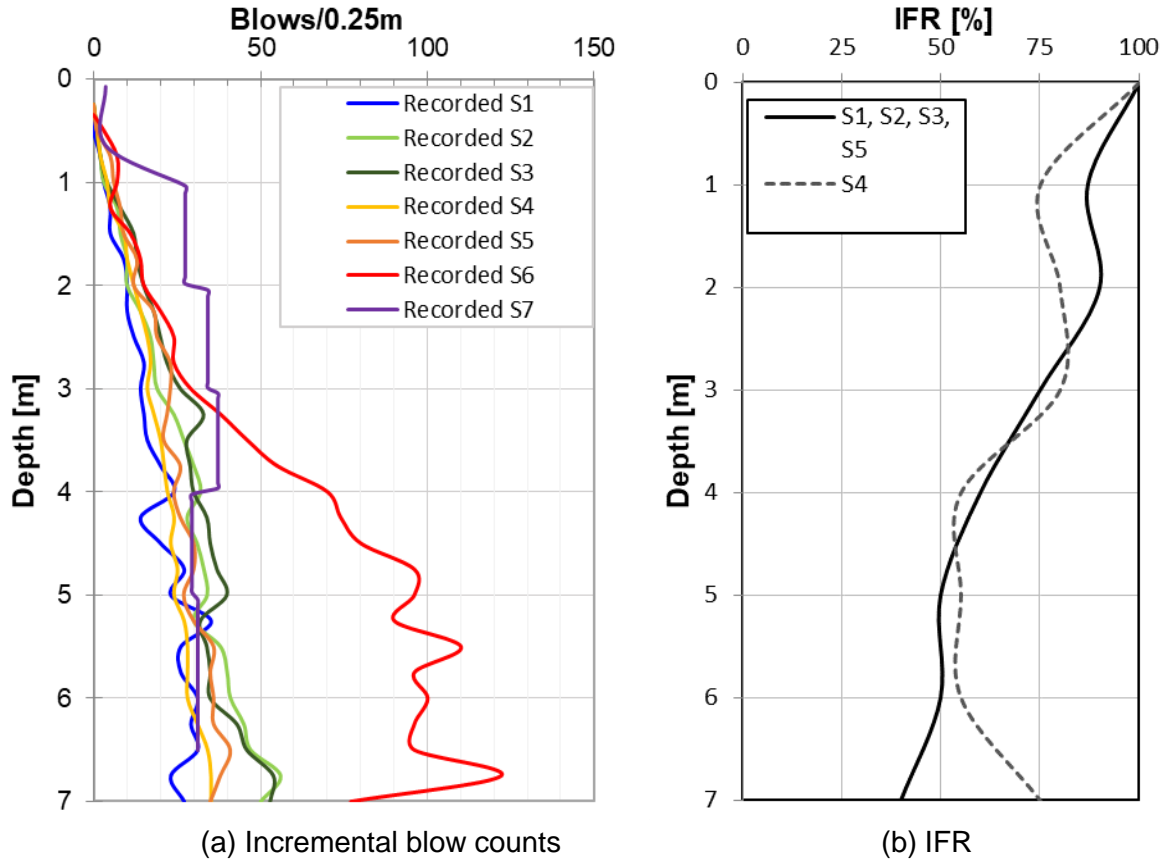 Blows/0.25m
0 50 100 150
0
1
2
3
4
5
6
7
Depth [m]
Recorded S1
Recorded S2
Recorded S3
Recorded S4
Recorded S5
Recorded S6
Recorded S7
(a) Incremental blow counts
IFR [%]
0 25 50 75 100
0
1
2
3
4
5
6
7
Depth [m]
S1, S2, S3,
S5
S4
(b) IFR